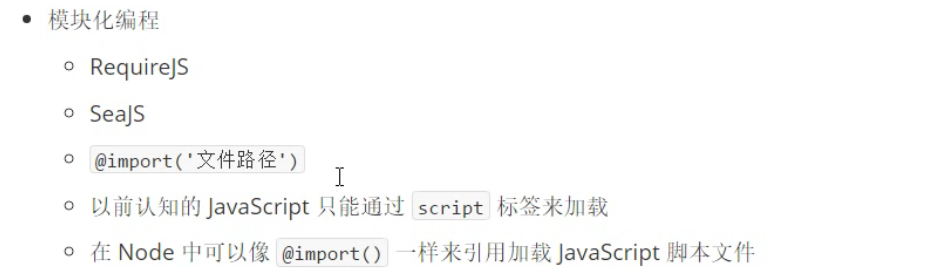 模块化编程
RequireJS
SeaJS
@import('文件路径')
以前认知的 JavaScript 只能通过 script 标签来加载
在 Node 中可以像 @import() 一样来引用加载 JavaScript 脚本文件